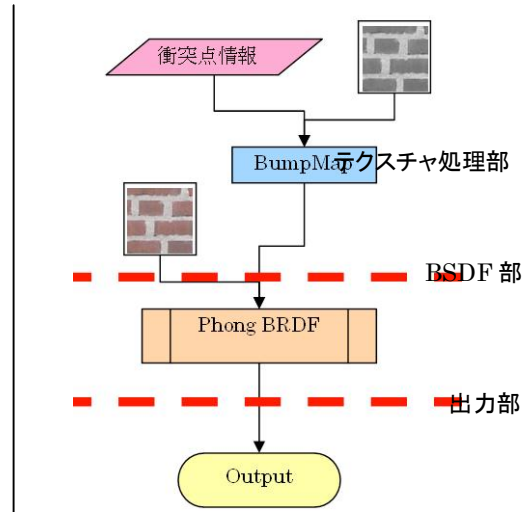 衝突点情報
BumpMap
テクスチャ処理部
BSDF 部
Phong BRDF
出力部
Output